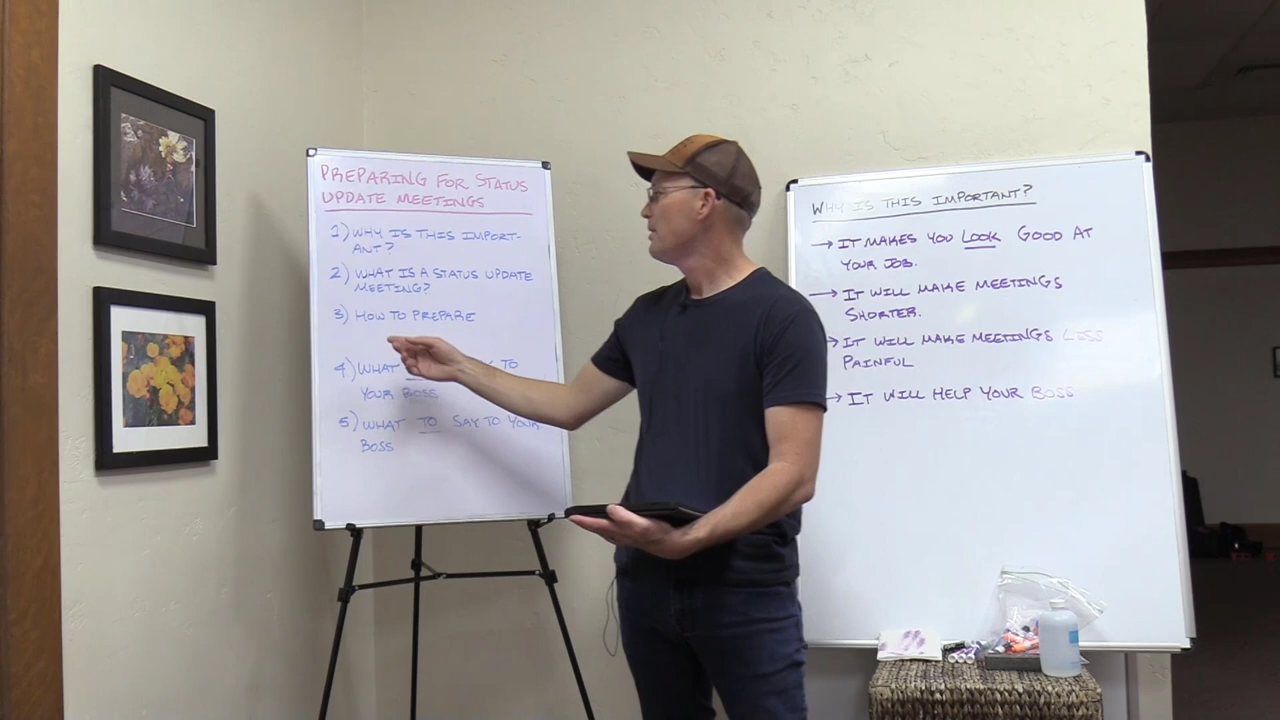 PREPARING FOR STATUS
UPDATE MEETINGS
1) WHY IS THIS IMPORT-
ANT?
2) WHAT IS A STATUS UPDATE
MEETING?
3) HOW TO PREPARE
4) WHAT TO
YOUR BOSS
5) WHAT TO SAY TO YOUR
BOSS
WHY IS THIS IMPORTANT?
→ IT MAKES YOU LOOK GOOD AT
YOUR JOB.
→ IT WILL MAKE MEETINGS
SHORTER.
→ IT WILL MAKE MEETINGS LESS
PAINFUL
→ IT WILL HELP YOUR BOSS